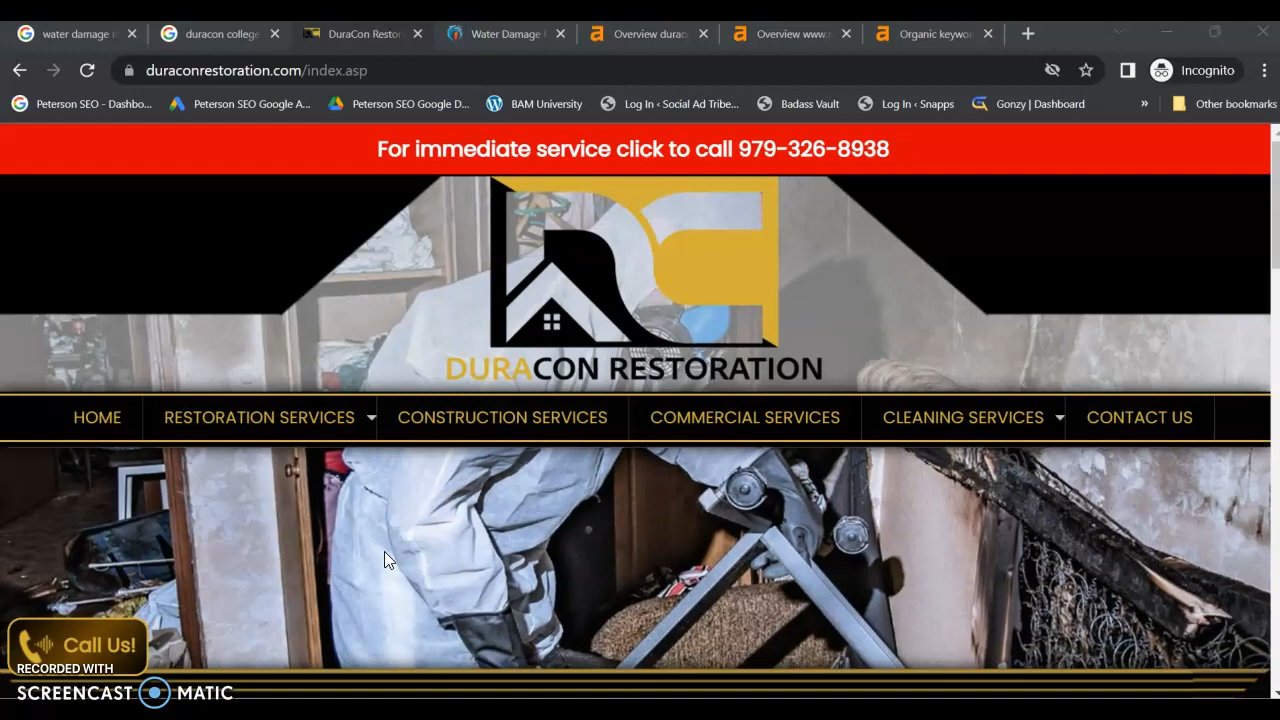 water damage r
duracon college
DuraCon Restor
Water Damage
Overview durac
Overview www.
Organic keywor
duraconrestoration.com/index.asp
Incognito
Peterson SEO - Dashbo...
Peterson SEO Google A...
Peterson SEO Google D...
BAM University
Log In ‹ Social Ad Tribe...
Badass Vault
Log In ‹ Snapps
Gonzy | Dashboard
»
Other bookmarks
For immediate service click to call 979-326-8938
DURACON RESTORATION
HOME
RESTORATION SERVICES
CONSTRUCTION SERVICES
COMMERCIAL SERVICES
CLEANING SERVICES
CONTACT US
Call Us!
RECORDED WITH
SCREENCAST MATIC